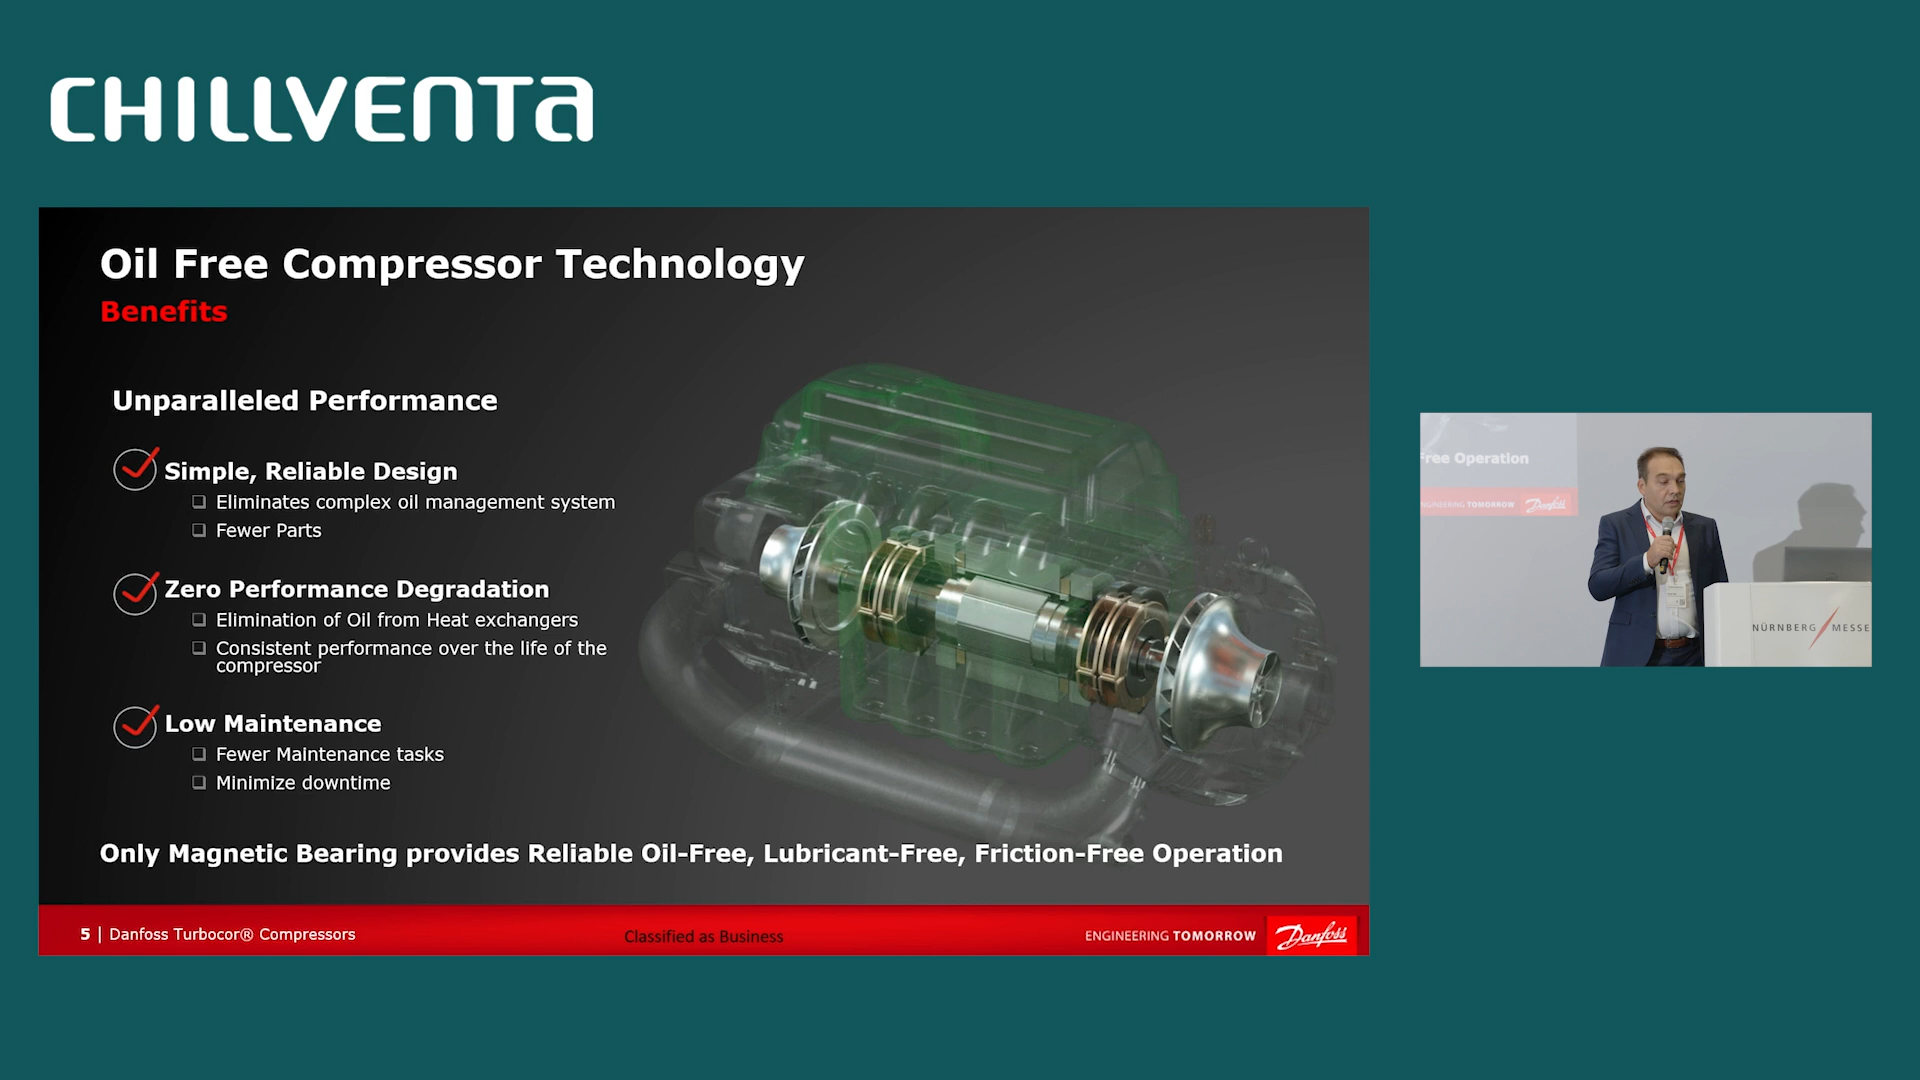 CHILLVENTA
Oil Free Compressor Technology
Benefits
Unparalleled Performance
Simple, Reliable Design
Eliminates complex oil management system
Fewer Parts
Zero Performance Degradation
Elimination of Oil from Heat exchangers
Consistent performance over the life of the
compressor
Low Maintenance
Fewer Maintenance tasks
Minimize downtime
Only Magnetic Bearing provides Reliable Oil-Free, Lubricant-Free, Friction-Free Operation
5 | Danfoss Turbocor® Compressors
Classified as Business
ENGINEERING TOMORROW
Danfoss
Free Operation
ENGINEERING TOMORROW
Danfoss
NÜRNBERG MESSE